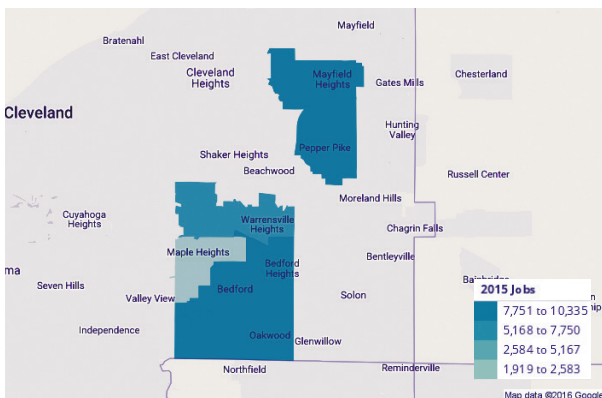 Mayfield
Bratenahl
East Cleveland
Cleveland
Heights
Mayfield
Heights
Gates Mills
Chesterland
Cleveland
Hunting
Valley
Pepper Pike
Shaker Heights
Beachwood
Russell Center
Moreland Hills
Cuyahoga
Heights
Warrensville
Heights
Chagrin Falls
Maple Heights
Bentleyville
ma
Bedford
Heights
Seven Hills
Bedford
Valley View
Solon
2015 Jobs
7,751 to 10,335
5,168 to 7,750
2,584 to 5,167
1,919 to 2,583
Independence
Oakwood
Glenwillow
Northfield
Reminderville
Map data ©2016 Google